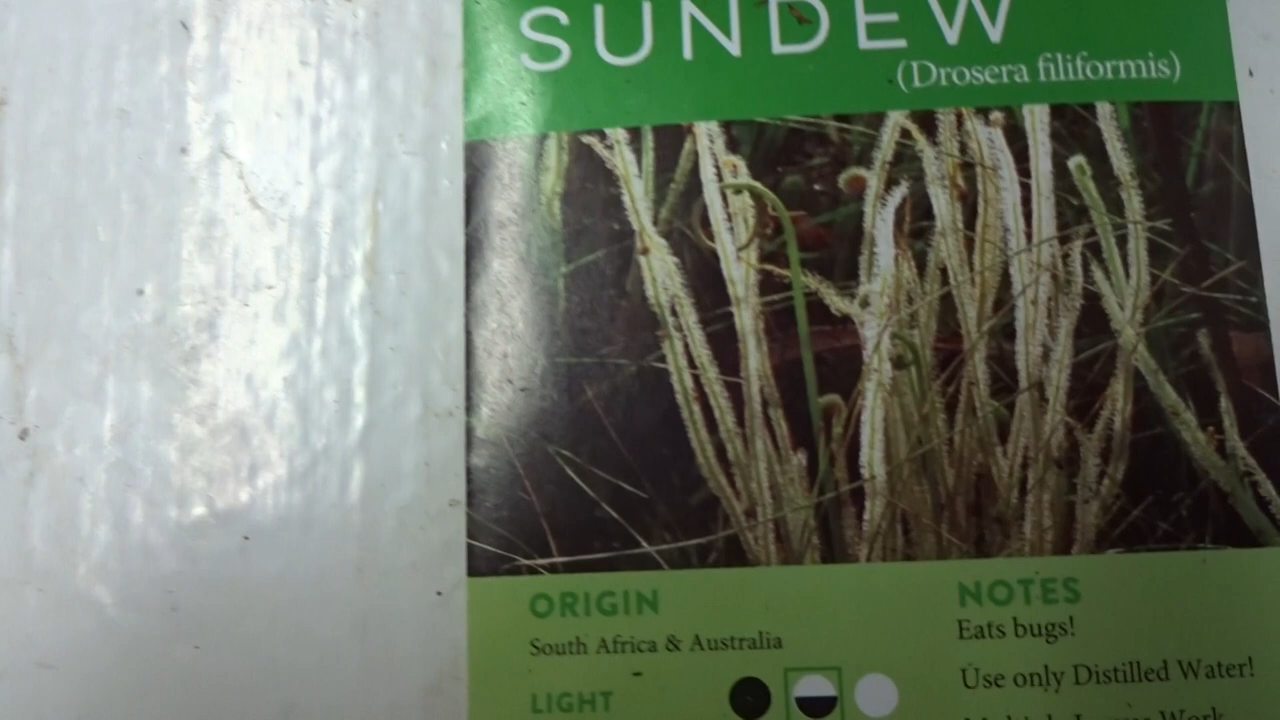 SUNDEW
(Drosera filiformis)
ORIGIN
South Africa & Australia
LIGHT
NOTES
Eats bugs!
Use only Distilled Water!